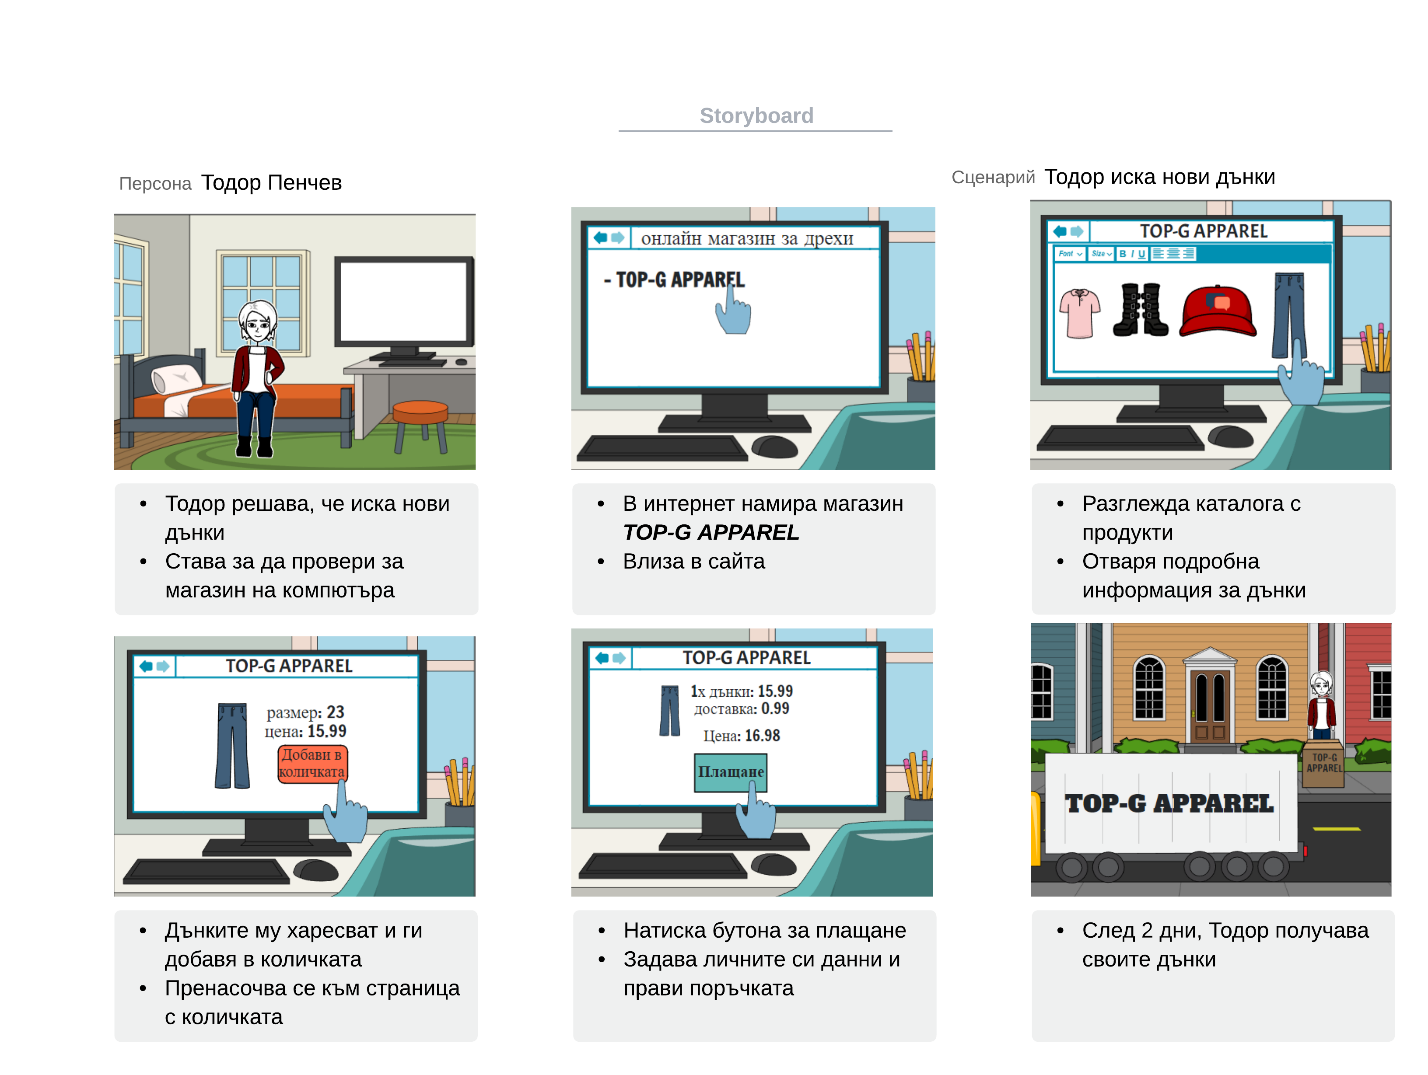 Storyboard
Персона Тодор Пенчев
Сценарий Тодор иска нови дънки
онлайн магазин за дрехи
- TOP-G APPAREL
TOP-G APPAREL
Font Size B I U
• Тодор решава, че иска нови
дънки
• Става за да провери за
магазин на компютъра
• В интернет намира магазин
TOP-G APPAREL
• Влиза в сайта
• Разглежда каталога с
продукти
• Отваря подробна
информация за дънки
TOP-G APPAREL
размер: 23
цена: 15.99
Добави в
количката
TOP-G APPAREL
1х дънки: 15.99
доставка: 0.99
Цена: 16.98
Плащане
TOP-G
APPAREL
TOP-G APPAREL
• Дънките му харесват и ги
добавя в количката
• Пренасочва се към страница
с количката
• Натиска бутона за плащане
• Задава личните си данни и
прави поръчката
• След 2 дни, Тодор получава
своите дънки